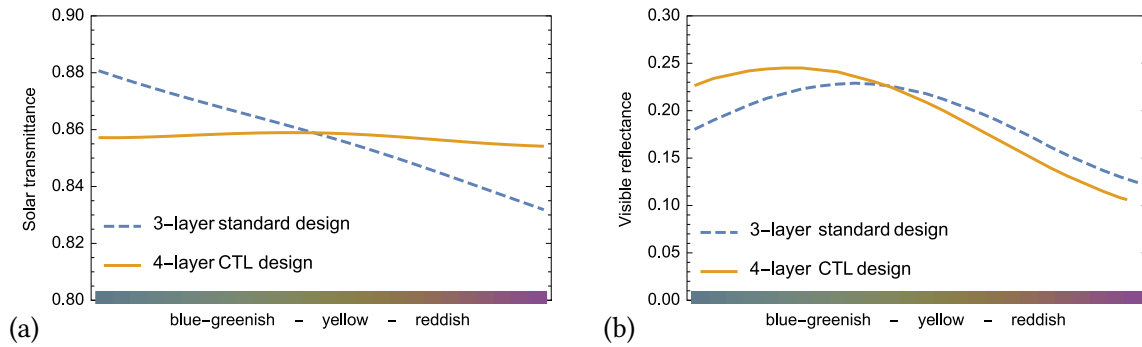 0.90
0.88
0.86
0.84
0.82
0.80
Solar transmittance
3–layer standard design
4–layer CTL design
blue–greenish – yellow – reddish
(a)
0.30
0.25
0.20
0.15
0.10
0.05
0.00
Visible reflectance
3–layer standard design
4–layer CTL design
blue–greenish – yellow – reddish
(b)